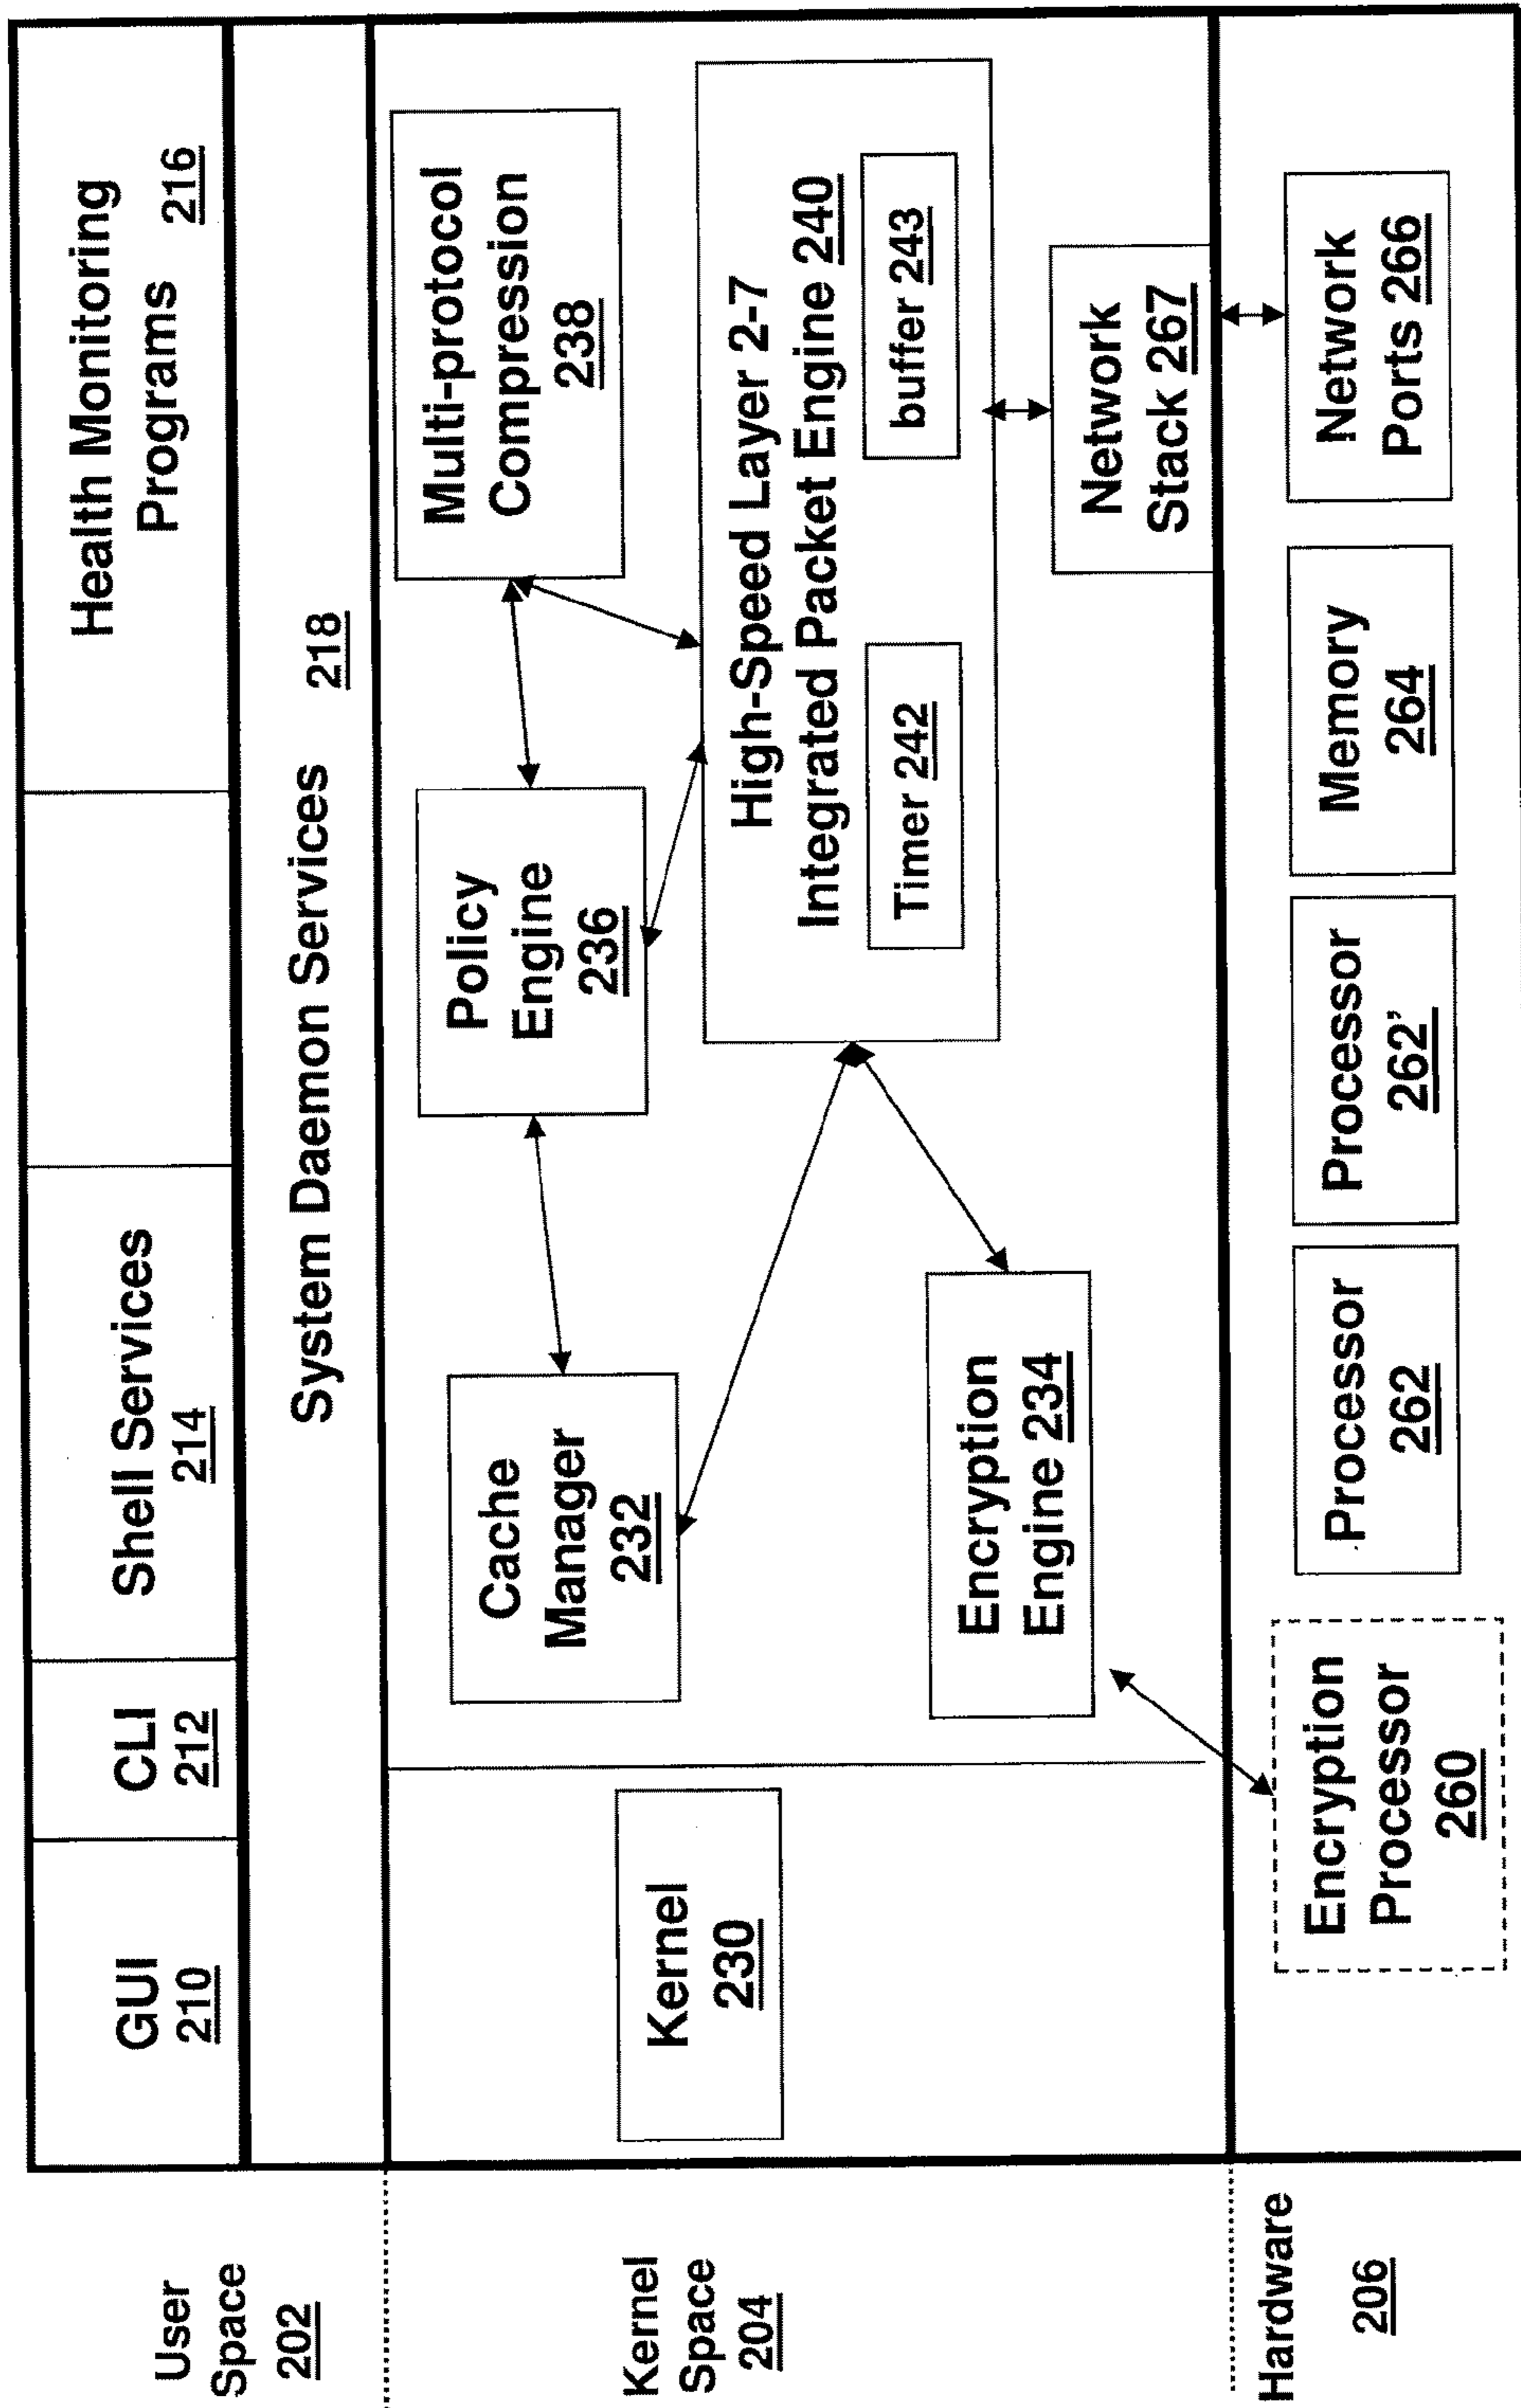 User
Space
202
GUI
210
CLI
212
Shell Services
214
Health Monitoring
Programs 216
System Daemon Services 218
Kernel
Space
204
Kernel
230
Cache
Manager
232
Policy
Engine
236
Multi-protocol
Compression
238
High-Speed Layer 2-7
Integrated Packet Engine 240
Timer 242
buffer 243
Encryption
Engine 234
Network
Stack 267
Hardware
206
Encryption
Processor
260
Processor
262
Processor
262’
Memory
264
Network
Ports 266